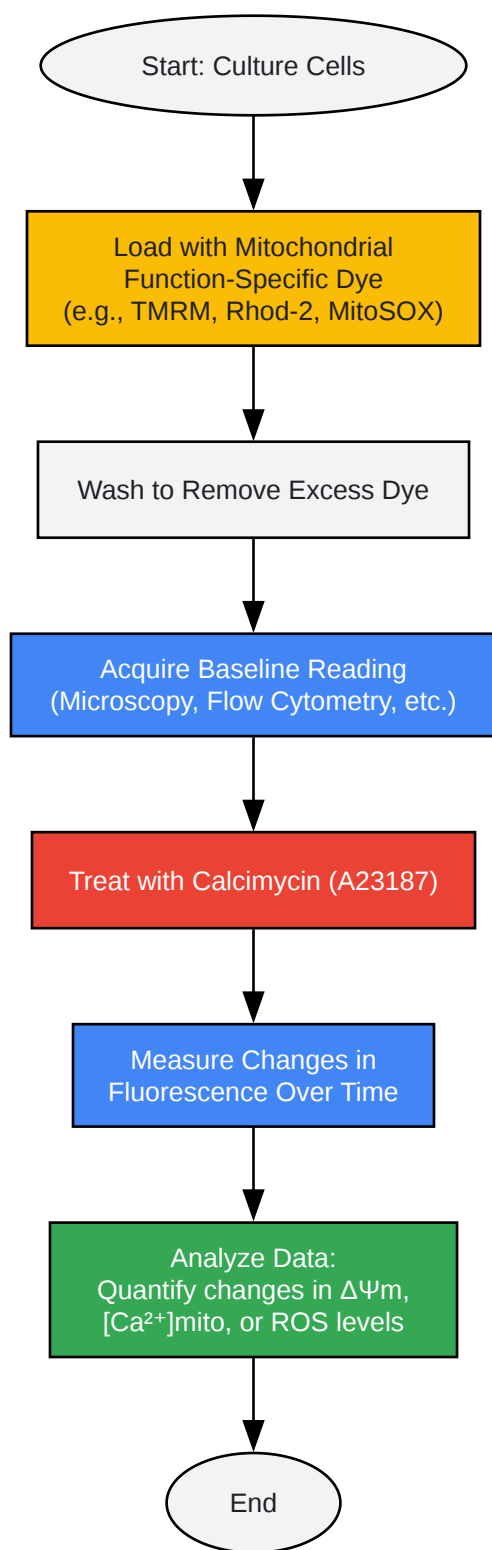 Start: Culture Cells
Load with Mitochondrial
Function-Specific Dye
(e.g., TMRM, Rhod-2, MitoSOX)
Wash to Remove Excess Dye
Acquire Baseline Reading
(Microscopy, Flow Cytometry, etc.)
Treat with Calcimycin (A23187)
Measure Changes in
Fluorescence Over Time
Analyze Data:
Quantify changes in ΔΨm,
[Ca²⁺]mito, or ROS levels
End